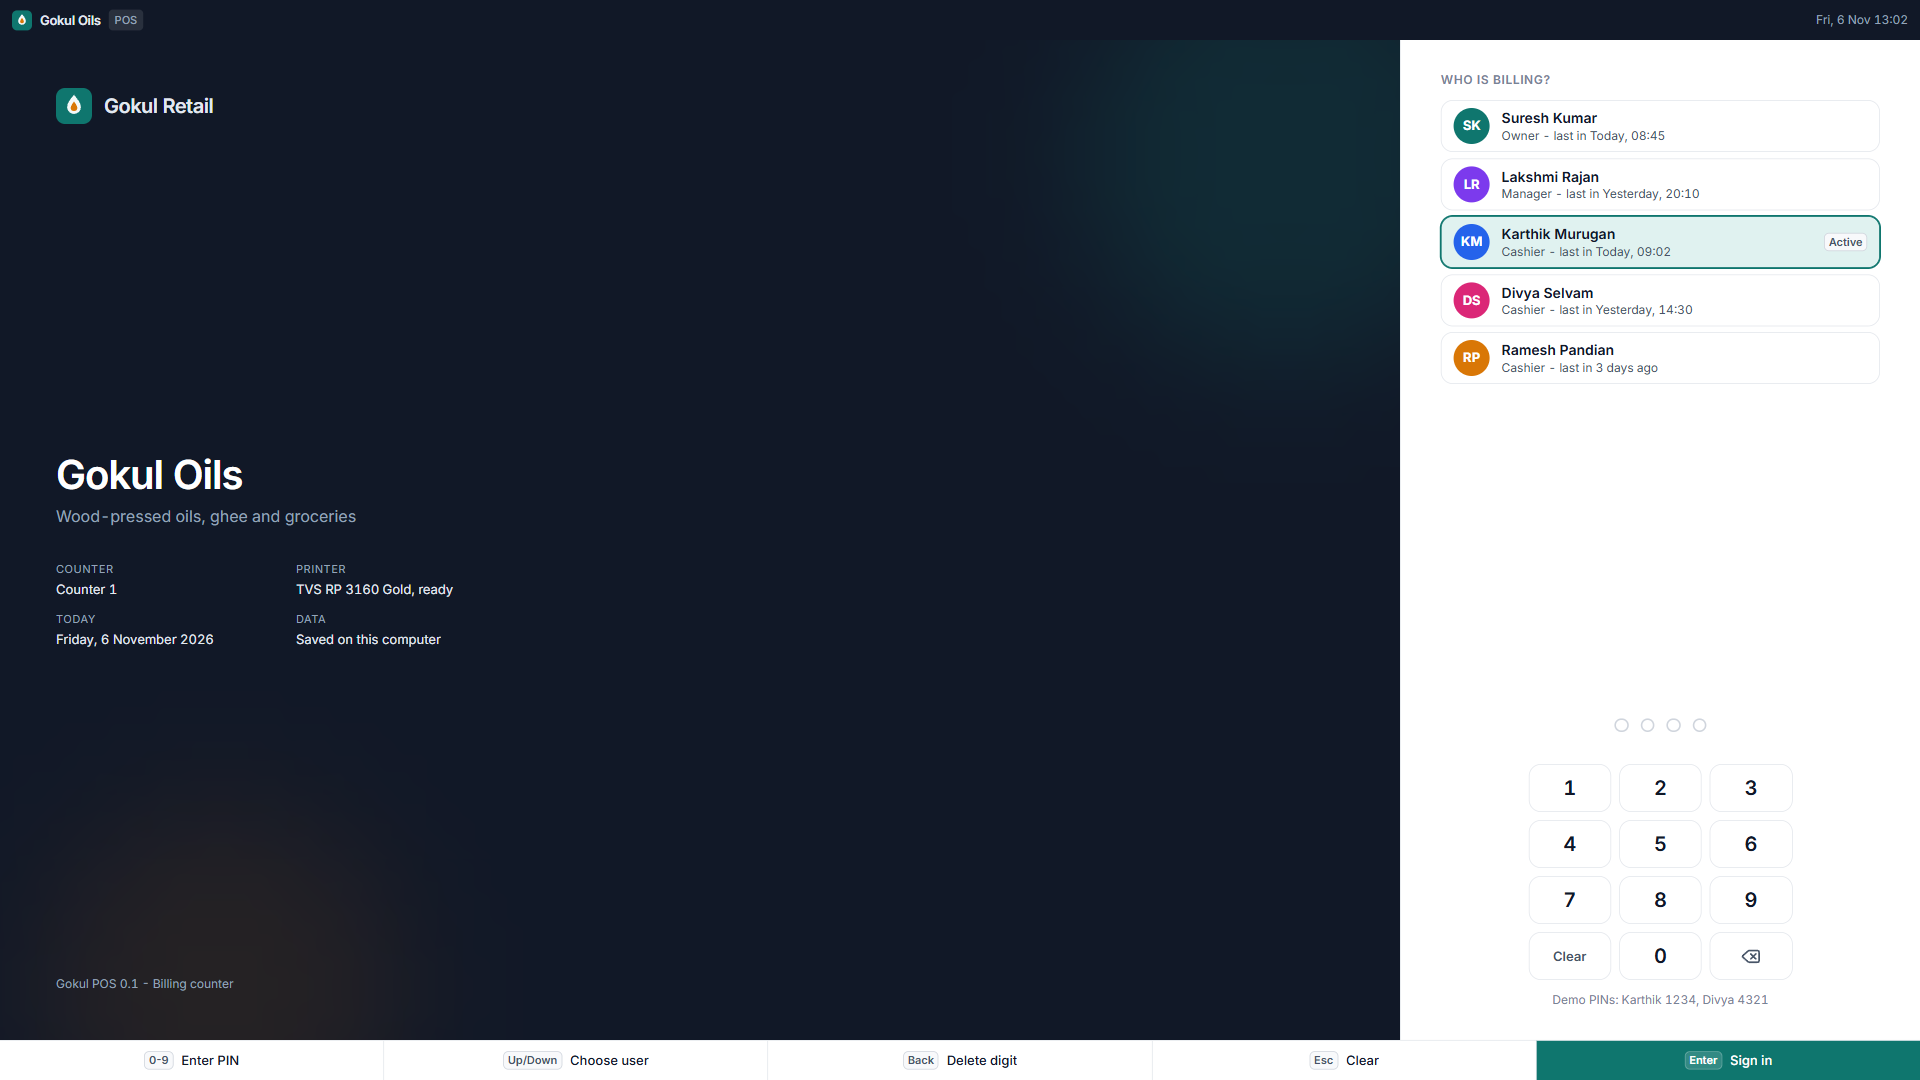 Gokul Oils POS
Fri, 6 Nov 13:02
Gokul Retail
Gokul Oils
Wood-pressed oils, ghee and groceries
COUNTER
Counter 1
PRINTER
TVS RP 3160 Gold, ready
TODAY
Friday, 6 November 2026
DATA
Saved on this computer
Gokul POS 0.1 - Billing counter
WHO IS BILLING?
SK
Suresh Kumar
Owner - last in Today, 08:45
LR
Lakshmi Rajan
Manager - last in Yesterday, 20:10
KM
Karthik Murugan
Cashier - last in Today, 09:02
Active
DS
Divya Selvam
Cashier - last in Yesterday, 14:30
RP
Ramesh Pandian
Cashier - last in 3 days ago
1 2 3
4 5 6
7 8 9
Clear 0
Demo PINs: Karthik 1234, Divya 4321
0-9 Enter PIN
Up/Down Choose user
Back Delete digit
Esc Clear
Enter Sign in